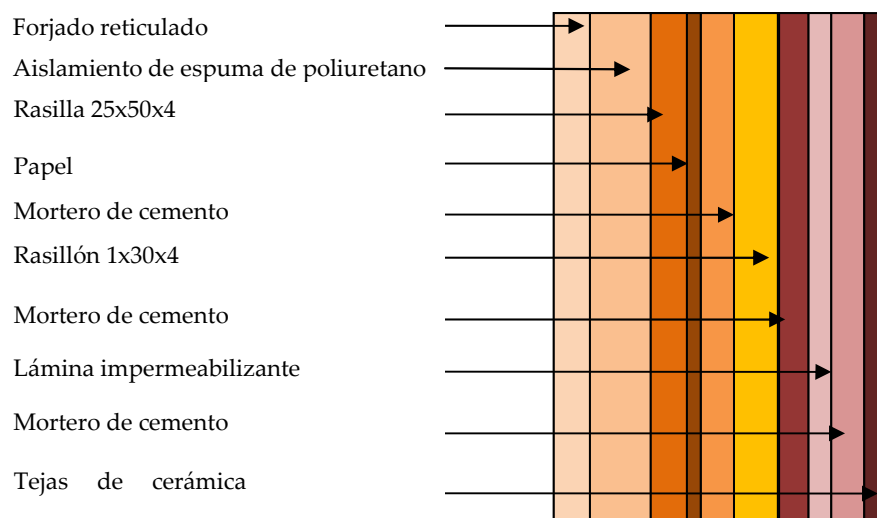 Forjado reticulado
Aislamiento de espuma de poliuretano
Rasilla 25x50x4
Papel
Mortero de cemento
Rasillón 1x30x4
Mortero de cemento
Lámina impermeabilizante
Mortero de cemento
Tejas de cerámica